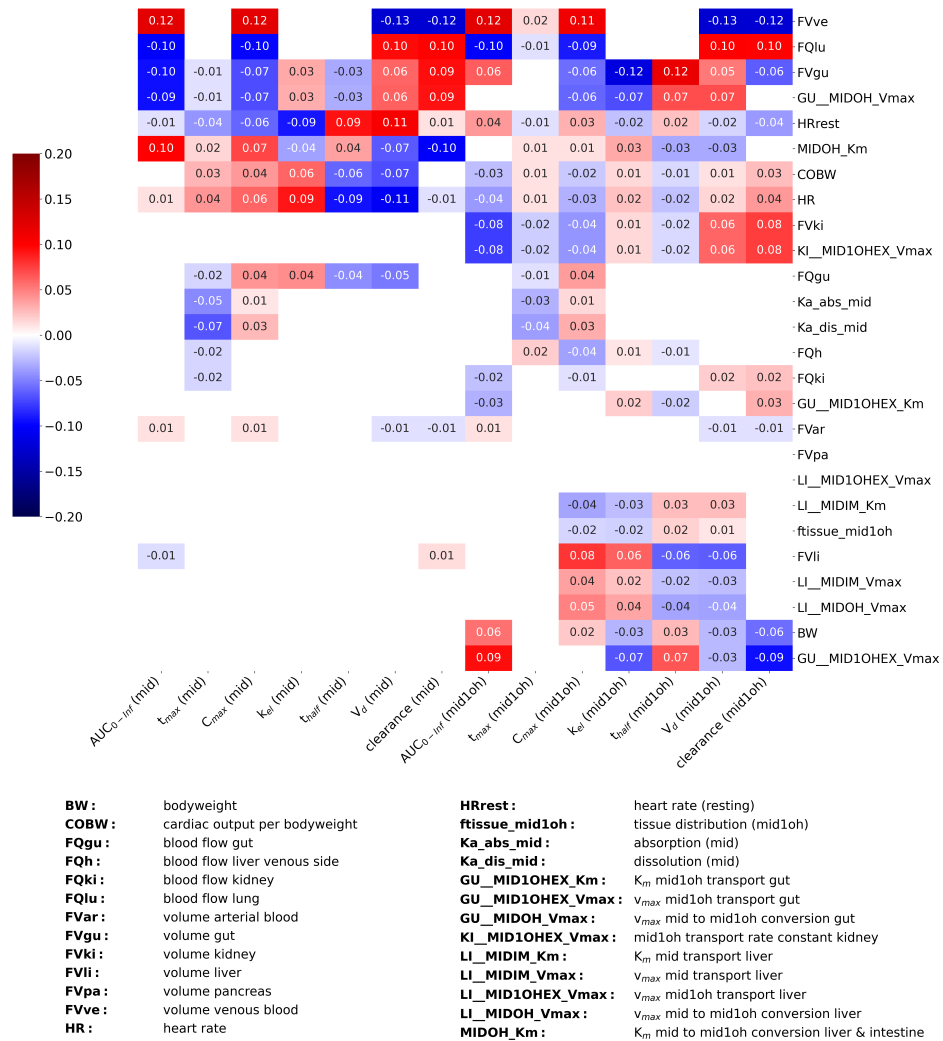 0.12 0.12 -0.13 -0.12 0.12 0.02 0.11 -0.13 -0.12 FVve
-0.10 -0.10 0.10 0.10 -0.10 -0.01 -0.09 0.10 0.10 FQlu
-0.10 -0.01 -0.07 0.03 -0.03 0.06 0.09 0.06 -0.06 -0.12 0.12 0.05 -0.06 FVgu
-0.09 -0.01 -0.07 0.03 -0.03 0.06 0.09 -0.06 -0.07 0.07 0.07 GU__MIDOH_Vmax
-0.01 -0.04 -0.06 -0.09 0.09 0.11 0.01 0.04 -0.01 0.03 -0.02 0.02 -0.02 -0.04 HRrest
0.10 0.02 0.07 -0.04 0.04 -0.07 -0.10 0.01 0.01 0.03 -0.03 -0.03 MIDOH_Km
0.03 0.04 0.06 -0.06 -0.07 -0.03 0.01 -0.02 0.01 -0.01 0.01 0.03 COBW
0.01 0.04 0.06 0.09 -0.09 -0.11 -0.01 -0.04 0.01 -0.03 0.02 -0.02 0.02 0.04 HR
-0.08 -0.02 -0.04 0.01 -0.02 0.06 0.08 FVki
-0.08 -0.02 -0.04 0.01 -0.02 0.06 0.08 KI__MID1OHEX_Vmax
-0.02 0.04 0.04 -0.04 -0.05 -0.01 0.04 FQgu
-0.05 0.01 -0.03 0.01 Ka_abs_mid
-0.07 0.03 -0.04 0.03 Ka_dis_mid
-0.02 0.02 -0.04 0.01 -0.01 FQh
-0.02 -0.02 -0.01 0.02 0.02 FQki
-0.03 0.02 -0.02 0.03 GU__MID1OHEX_Km
0.01 0.01 -0.01 -0.01 0.01 -0.01 -0.01 FVar
FVpa
LI__MID1OHEX_Vmax
-0.04 -0.03 0.03 0.03 LI__MIDIM_Km
-0.02 -0.02 0.02 0.01 ftissue_mid1oh
-0.01 0.01 0.08 0.06 -0.06 -0.06 FVli
0.04 0.02 -0.02 -0.03 LI__MIDIM_Vmax
0.05 0.04 -0.04 -0.04 LI__MIDOH_Vmax
0.06 0.02 -0.03 0.03 -0.03 -0.06 BW
0.09 -0.07 0.07 -0.03 -0.09 GU__MID1OHEX_Vmax
0.20
0.15
0.10
0.05
0.00
−0.05
−0.10
−0.15
−0.20
AUC0−Inf (mid)
tmax (mid)
Cmax (mid)
kel (mid)
thalf (mid)
Vd (mid)
clearance (mid)
AUC0−Inf (mid1oh)
tmax (mid1oh)
Cmax (mid1oh)
kel (mid1oh)
thalf (mid1oh)
Vd (mid1oh)
clearance (mid1oh)
BW : bodyweight
COBW : cardiac output per bodyweight
FQgu : blood flow gut
FQh : blood flow liver venous side
FQki : blood flow kidney
FQlu : blood flow lung
FVar : volume arterial blood
FVgu : volume gut
FVki : volume kidney
FVli : volume liver
FVpa : volume pancreas
FVve : volume venous blood
HR : heart rate
HRrest : heart rate (resting)
ftissue_mid1oh : tissue distribution (mid1oh)
Ka_abs_mid : absorption (mid)
Ka_dis_mid : dissolution (mid)
GU__MID1OHEX_Km : Km mid1oh transport gut
GU__MID1OHEX_Vmax : vmax mid1oh transport gut
GU__MIDOH_Vmax : vmax mid to mid1oh conversion gut
KI__MID1OHEX_Vmax : mid1oh transport rate constant kidney
LI__MIDIM_Km : Km mid transport liver
LI__MIDIM_Vmax : vmax mid transport liver
LI__MID1OHEX_Vmax : vmax mid1oh transport liver
LI__MIDOH_Vmax : vmax mid to mid1oh conversion liver
MIDOH_Km : Km mid to mid1oh conversion liver & intestine